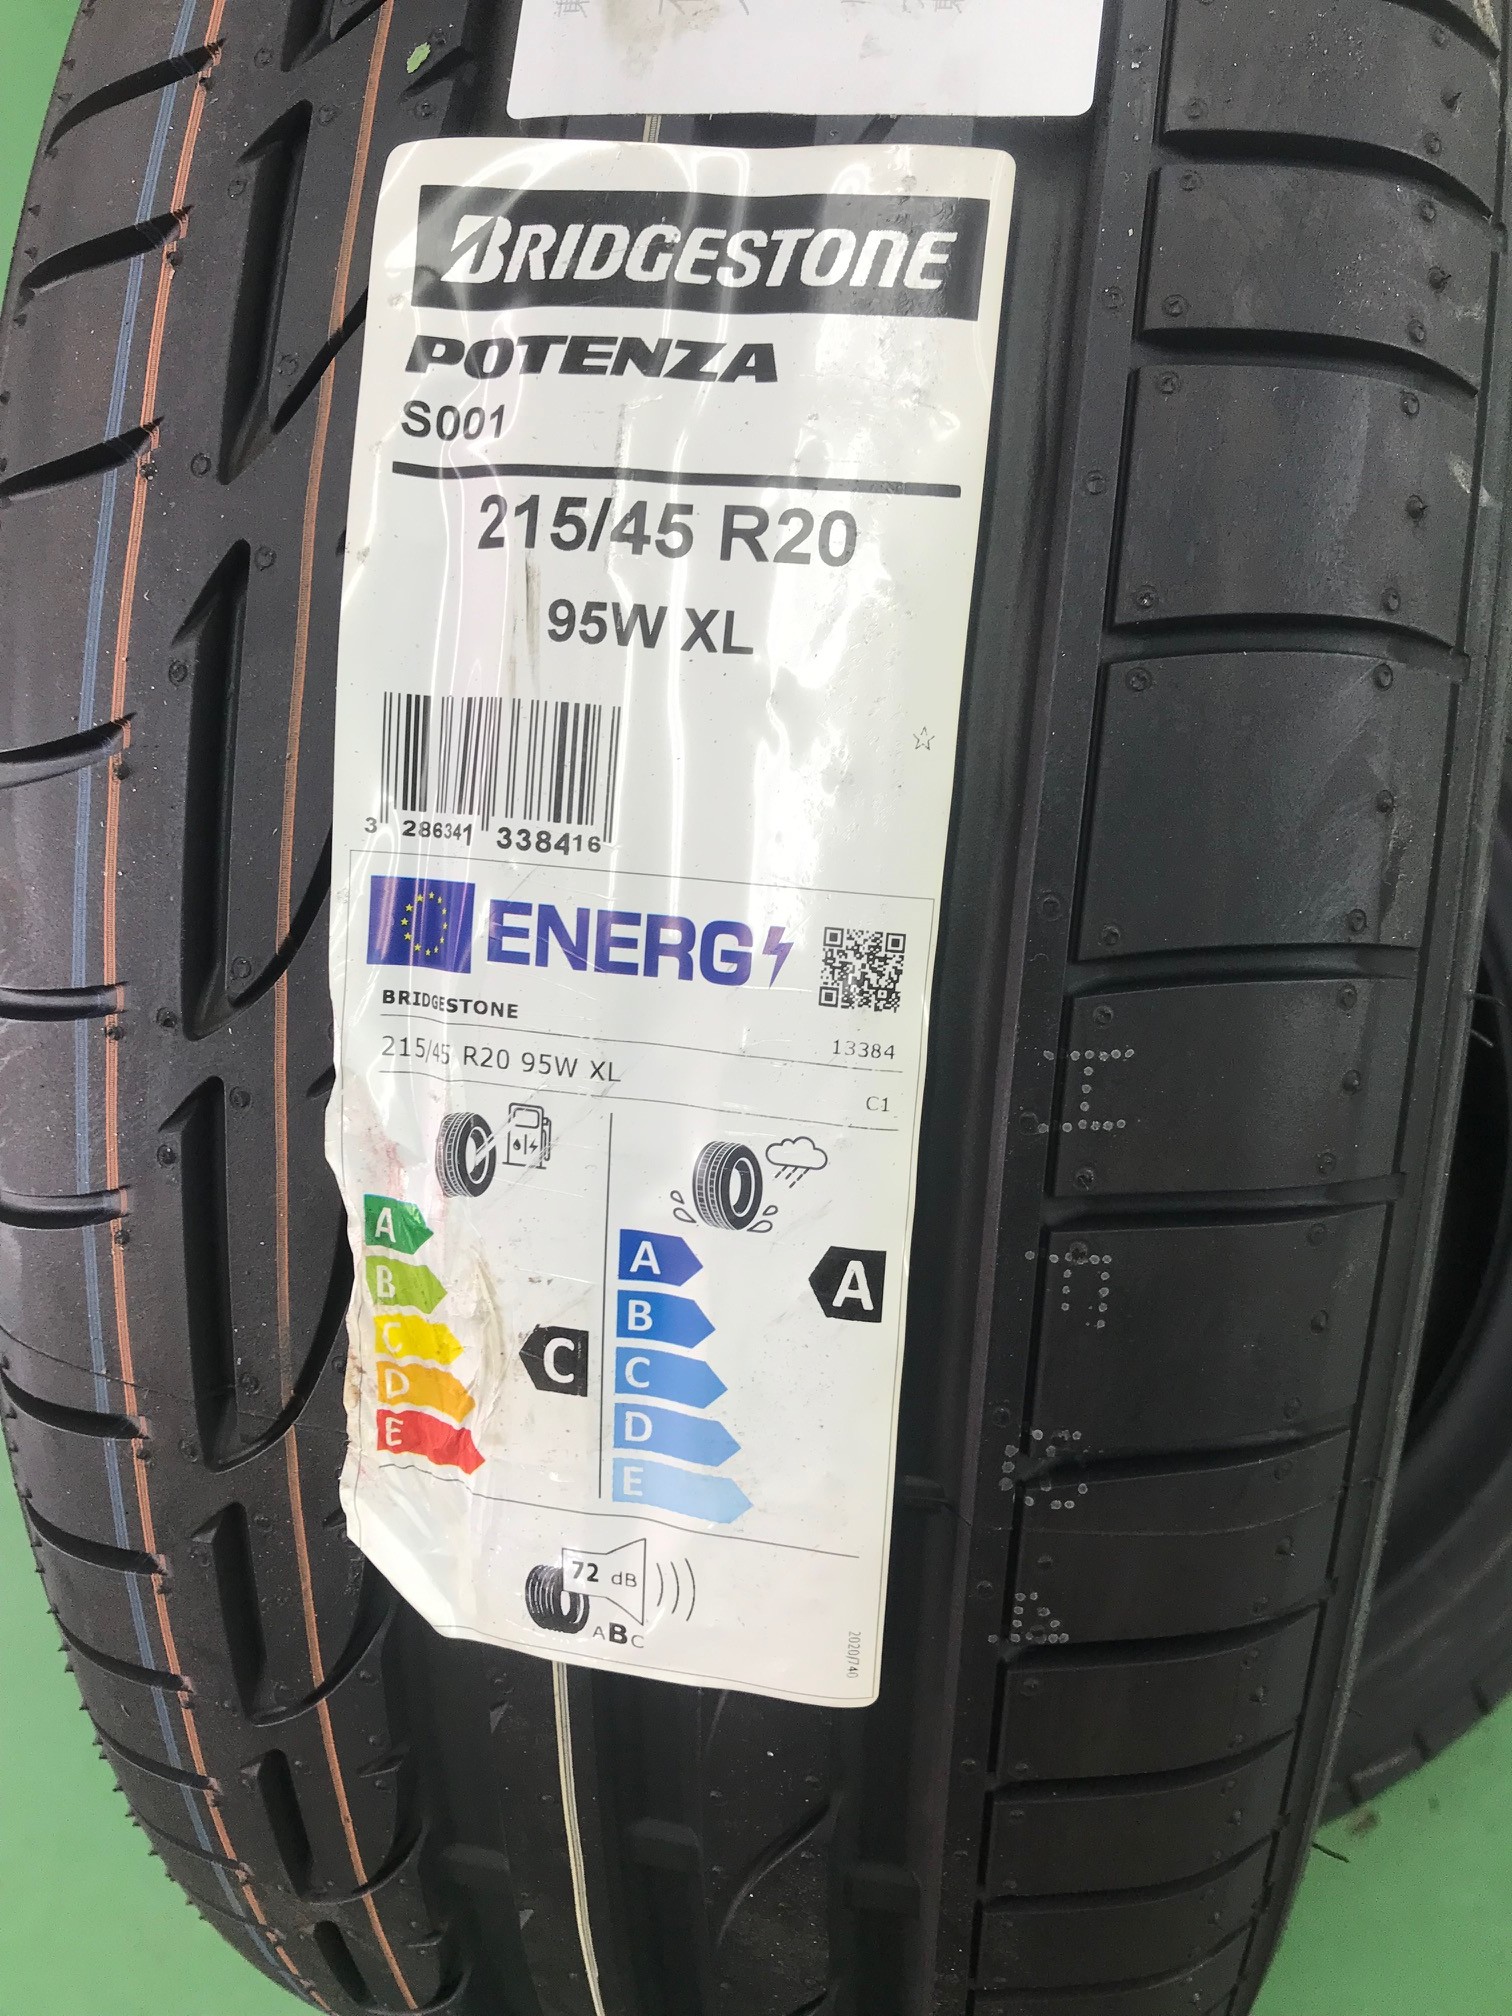 BRIDGESTONE
POTENZA
S001
215/45 R20
95W XL
3 286341 338416
ENERG
BRIDGESTONE
13384
215/45 R20 95W XL
C1
A
B
C
D
E
C
A
B
C
D
E
A
72 dB
ABC
2020/740